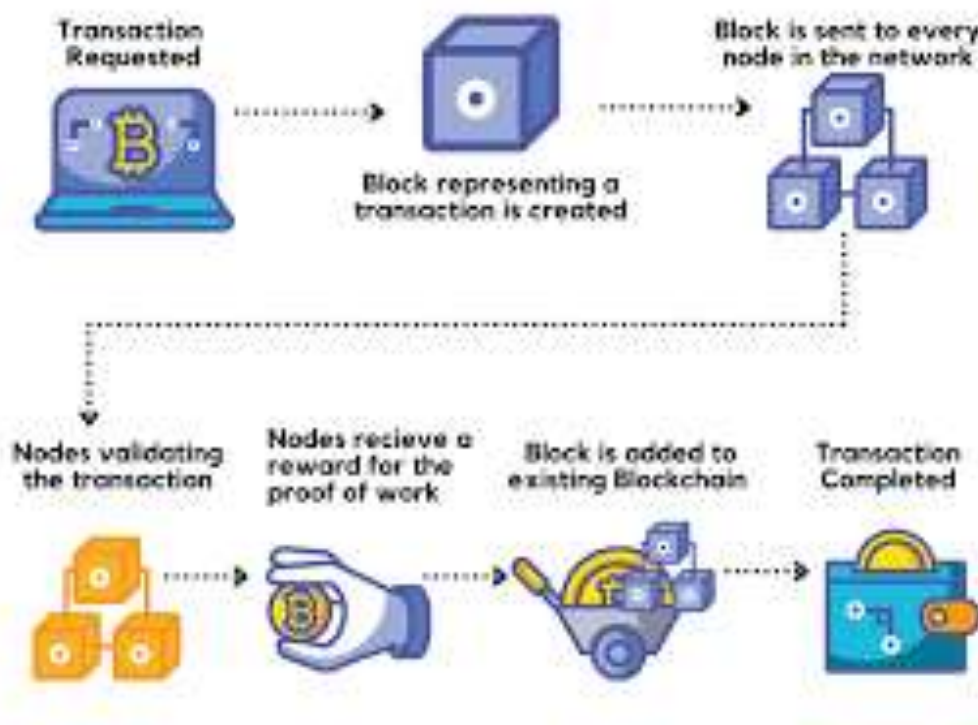 Transaction
Requested
Block representing a
transaction is created
Block is sent to every
node in the network
Nodes validating
the transaction
Nodes recieve a
reward for the
proof of work
Block is added to
existing Blockchain
Transaction
Completed